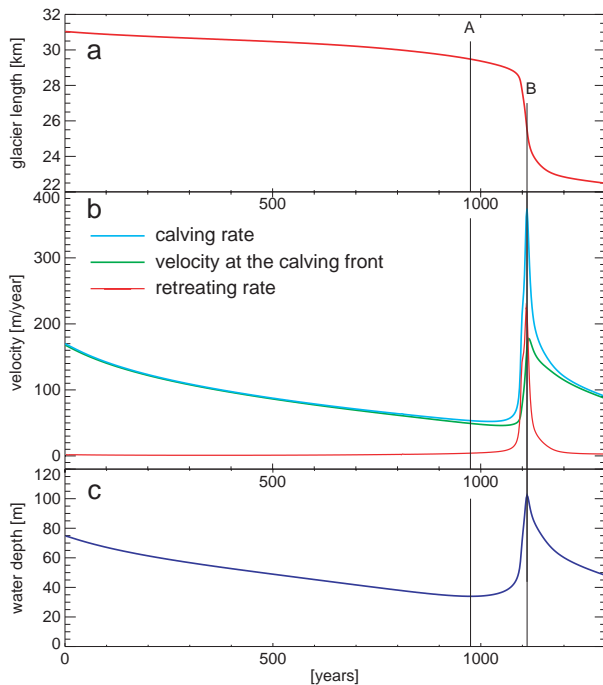 32
30
28
26
24
22
glacier length [km]
a
A
B
500
1000
400
300
200
100
0
velocity [m/year]
b
calving rate
velocity at the calving front
retreating rate
500
1000
120
100
80
60
40
20
0
water depth [m]
c
0
500
1000
[years]